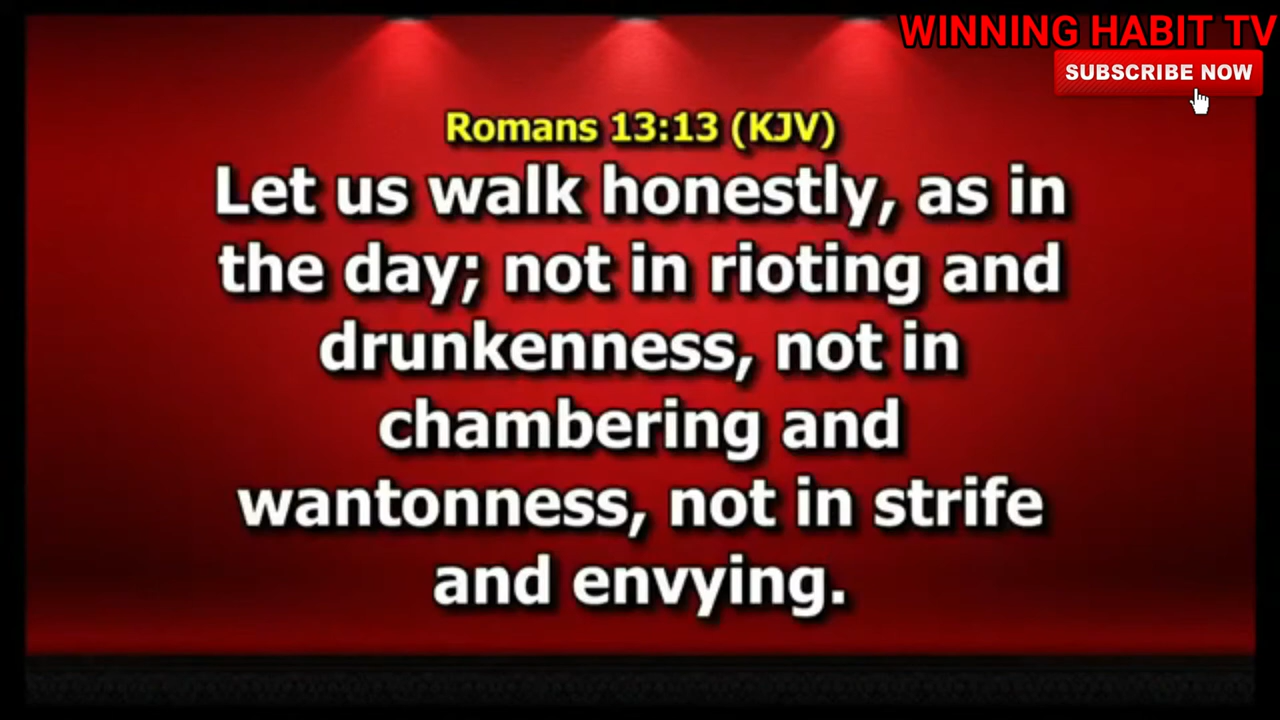 WINNING HABIT TV
SUBSCRIBE NOW
Romans 13:13 (KJV)
Let us walk honestly, as in
the day; not in rioting and
drunkenness, not in
chambering and
wantonness, not in strife
and envying.